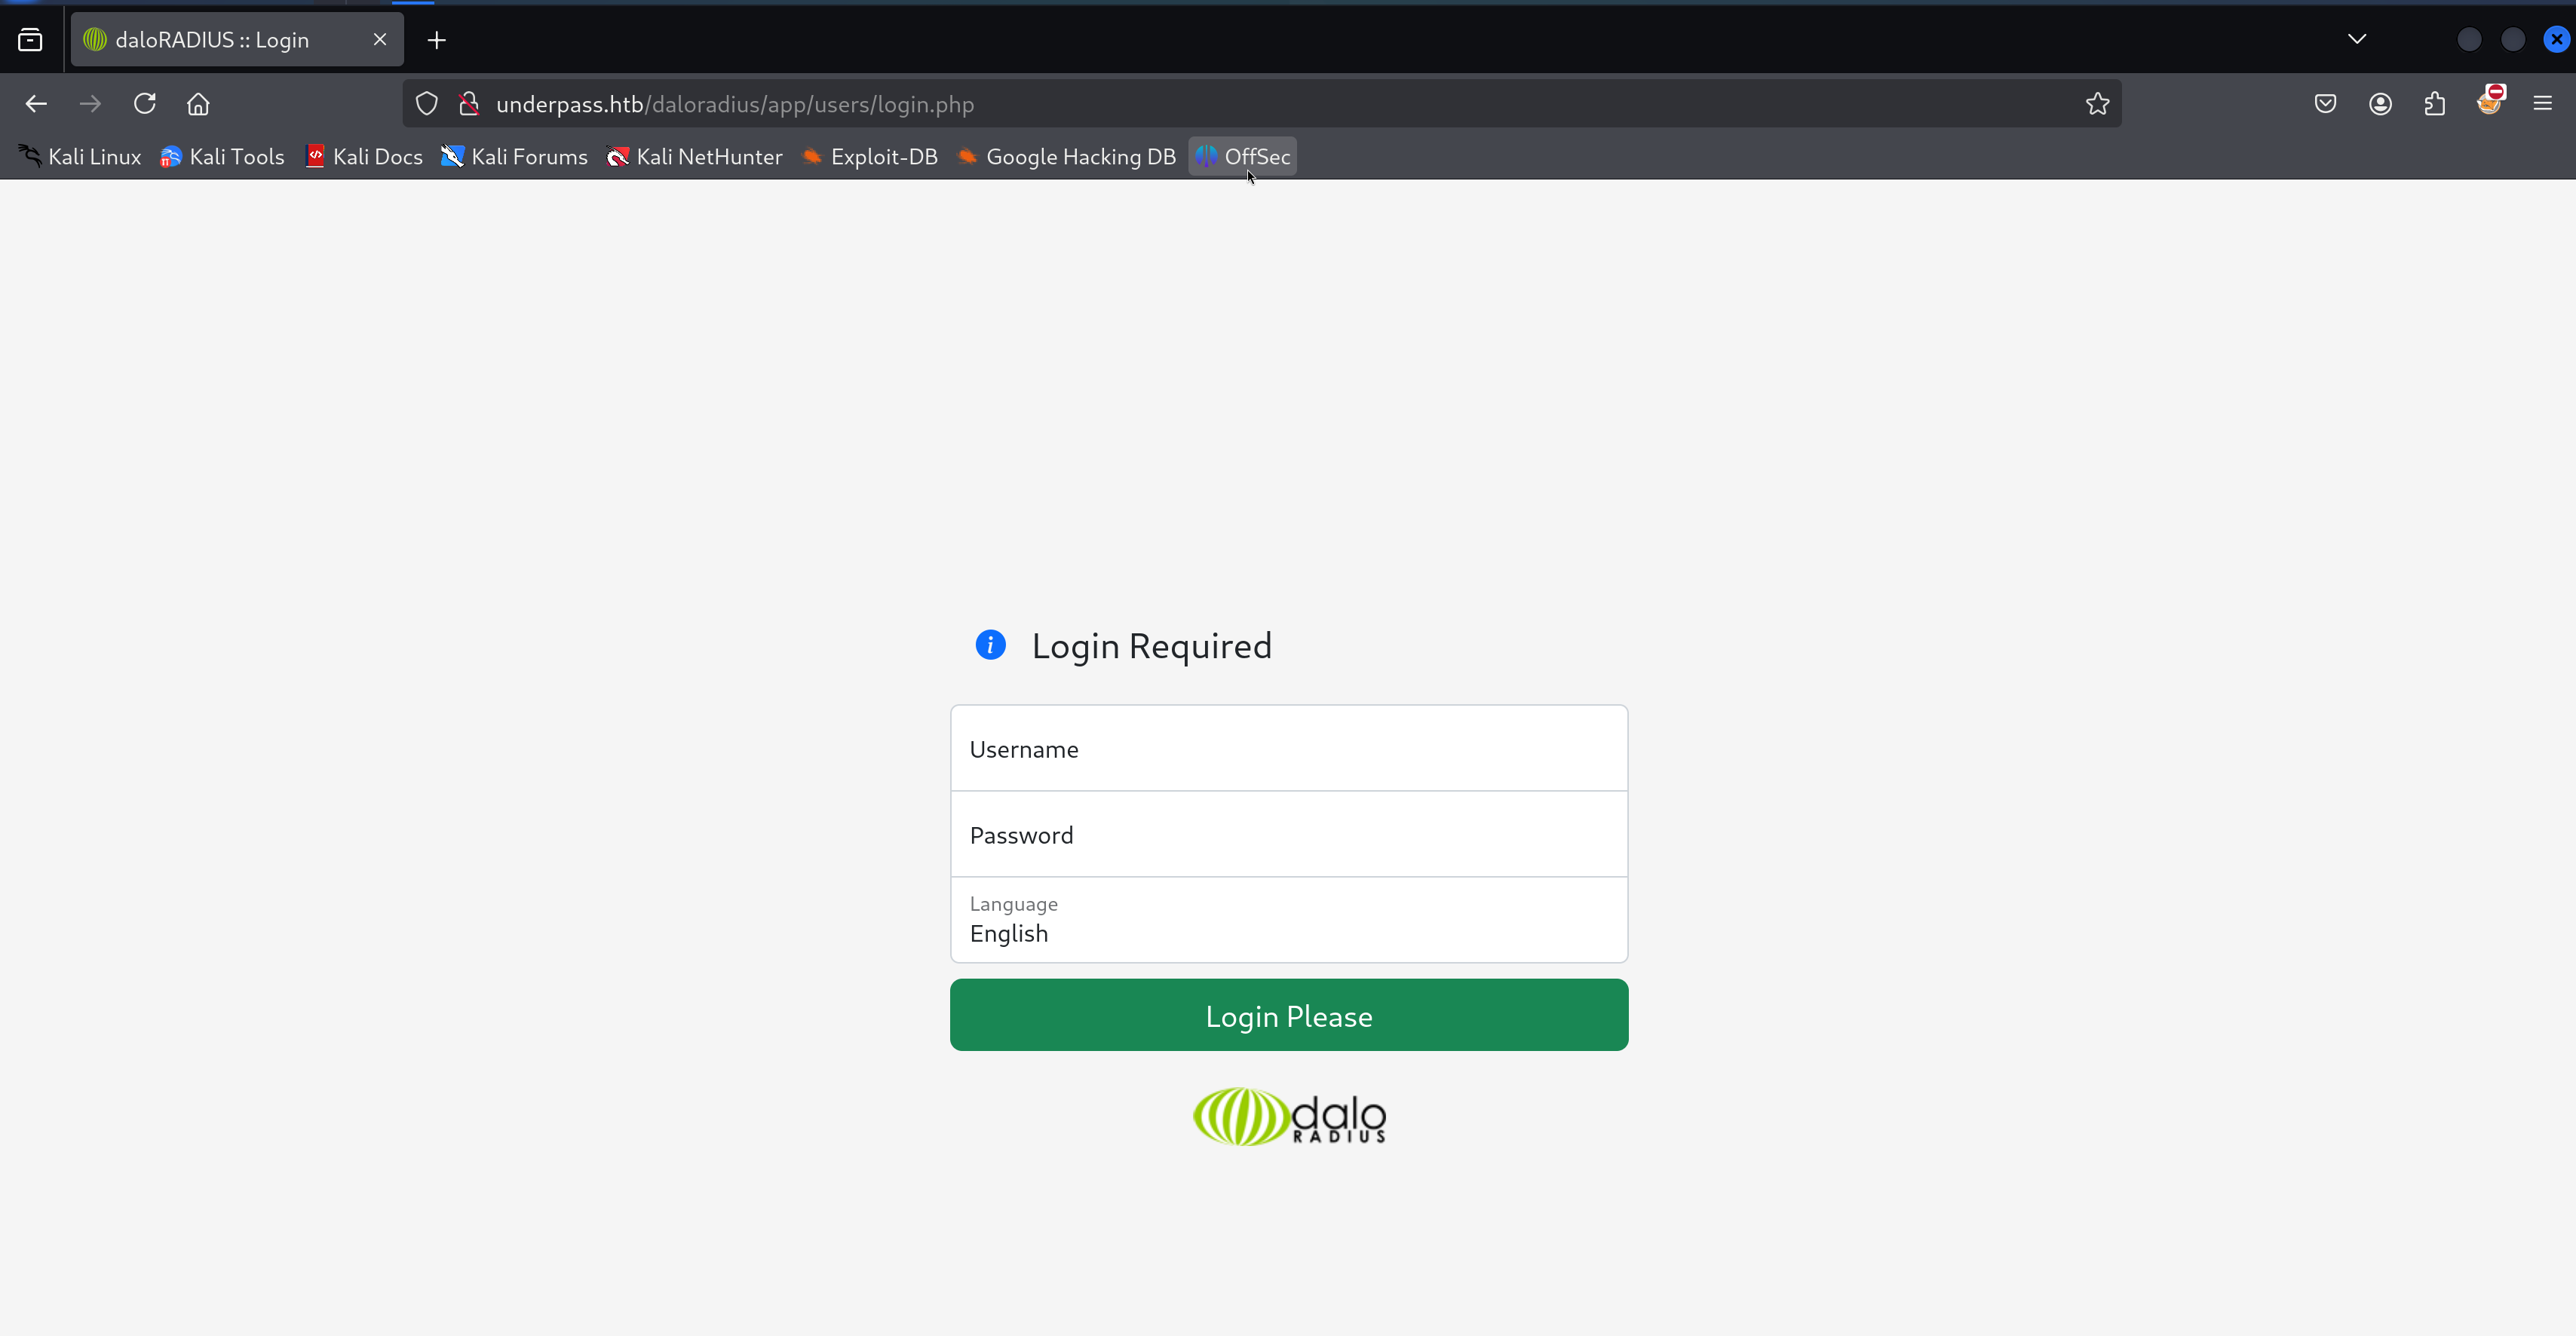 daloRADIUS :: Login
underpass.htb/daloradius/app/users/login.php
Kali Linux Kali Tools Kali Docs Kali Forums Kali NetHunter Exploit-DB Google Hacking DB OffSec
Login Required
Username
Password
Language
English
Login Please
dalo
RADIUS